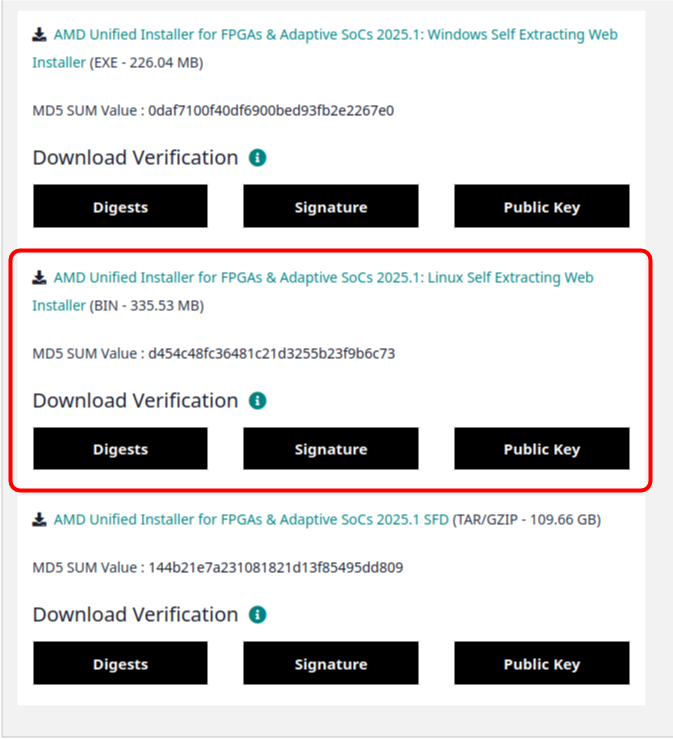 AMD Unified Installer for FPGAs & Adaptive SoCs 2025.1: Windows Self Extracting Web
Installer (EXE - 226.04 MB)
MD5 SUM Value : 0daf7100f40df6900bed93fb2e2267e0
Download Verification
Digests Signature Public Key
AMD Unified Installer for FPGAs & Adaptive SoCs 2025.1: Linux Self Extracting Web
Installer (BIN - 335.53 MB)
MD5 SUM Value : d454c48fc36481c21d3255b23f9b6c73
Download Verification
Digests Signature Public Key
AMD Unified Installer for FPGAs & Adaptive SoCs 2025.1 SFD (TAR/GZIP - 109.66 GB)
MD5 SUM Value : 144b21e7a231081821d13f85495dd809
Download Verification
Digests Signature Public Key